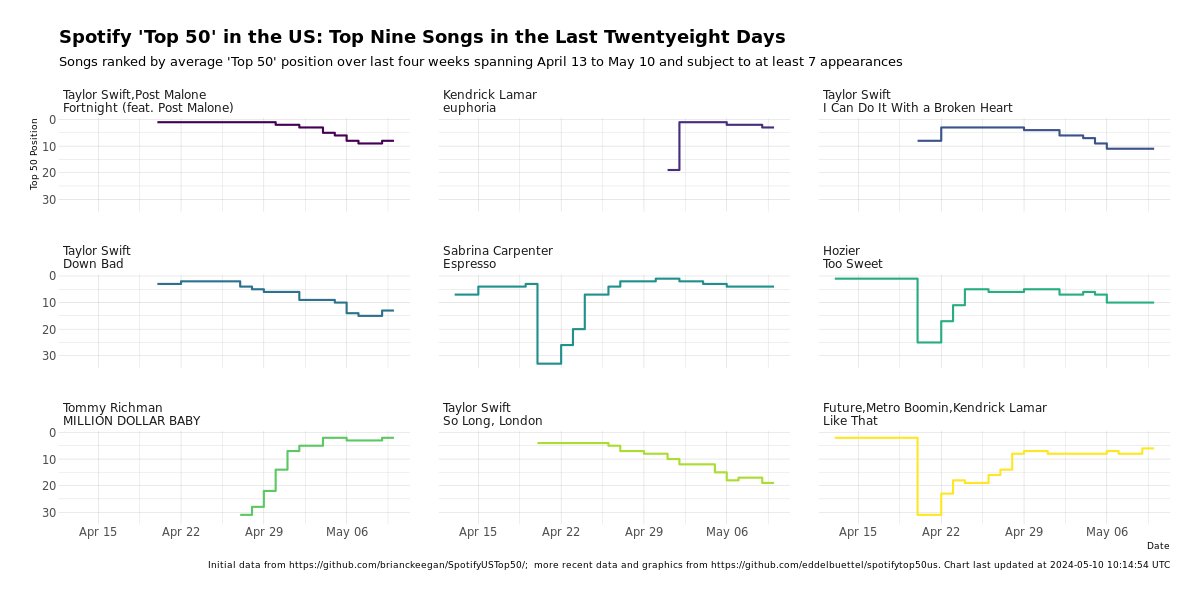 Spotify 'Top 50' in the US: Top Nine Songs in the Last Twentyeight Days
Songs ranked by average 'Top 50' position over last four weeks spanning April 13 to May 10 and subject to at least 7 appearances
Taylor Swift,Post Malone
Fortnight (feat. Post Malone)
Kendrick Lamar
euphoria
Taylor Swift
I Can Do It With a Broken Heart
Top 50 Position
0
10
20
30
Taylor Swift
Down Bad
Sabrina Carpenter
Espresso
Hozier
Too Sweet
0
10
20
30
Tommy Richman
MILLION DOLLAR BABY
Taylor Swift
So Long, London
Future,Metro Boomin,Kendrick Lamar
Like That
0
10
20
30
Apr 15 Apr 22 Apr 29 May 06
Apr 15 Apr 22 Apr 29 May 06
Apr 15 Apr 22 Apr 29 May 06
Date
Initial data from https://github.com/brianckeegan/SpotifyUSTop50/;  more recent data and graphics from https://github.com/eddelbuettel/spotifytop50us. Chart last updated at 2024-05-10 10:14:54 UTC